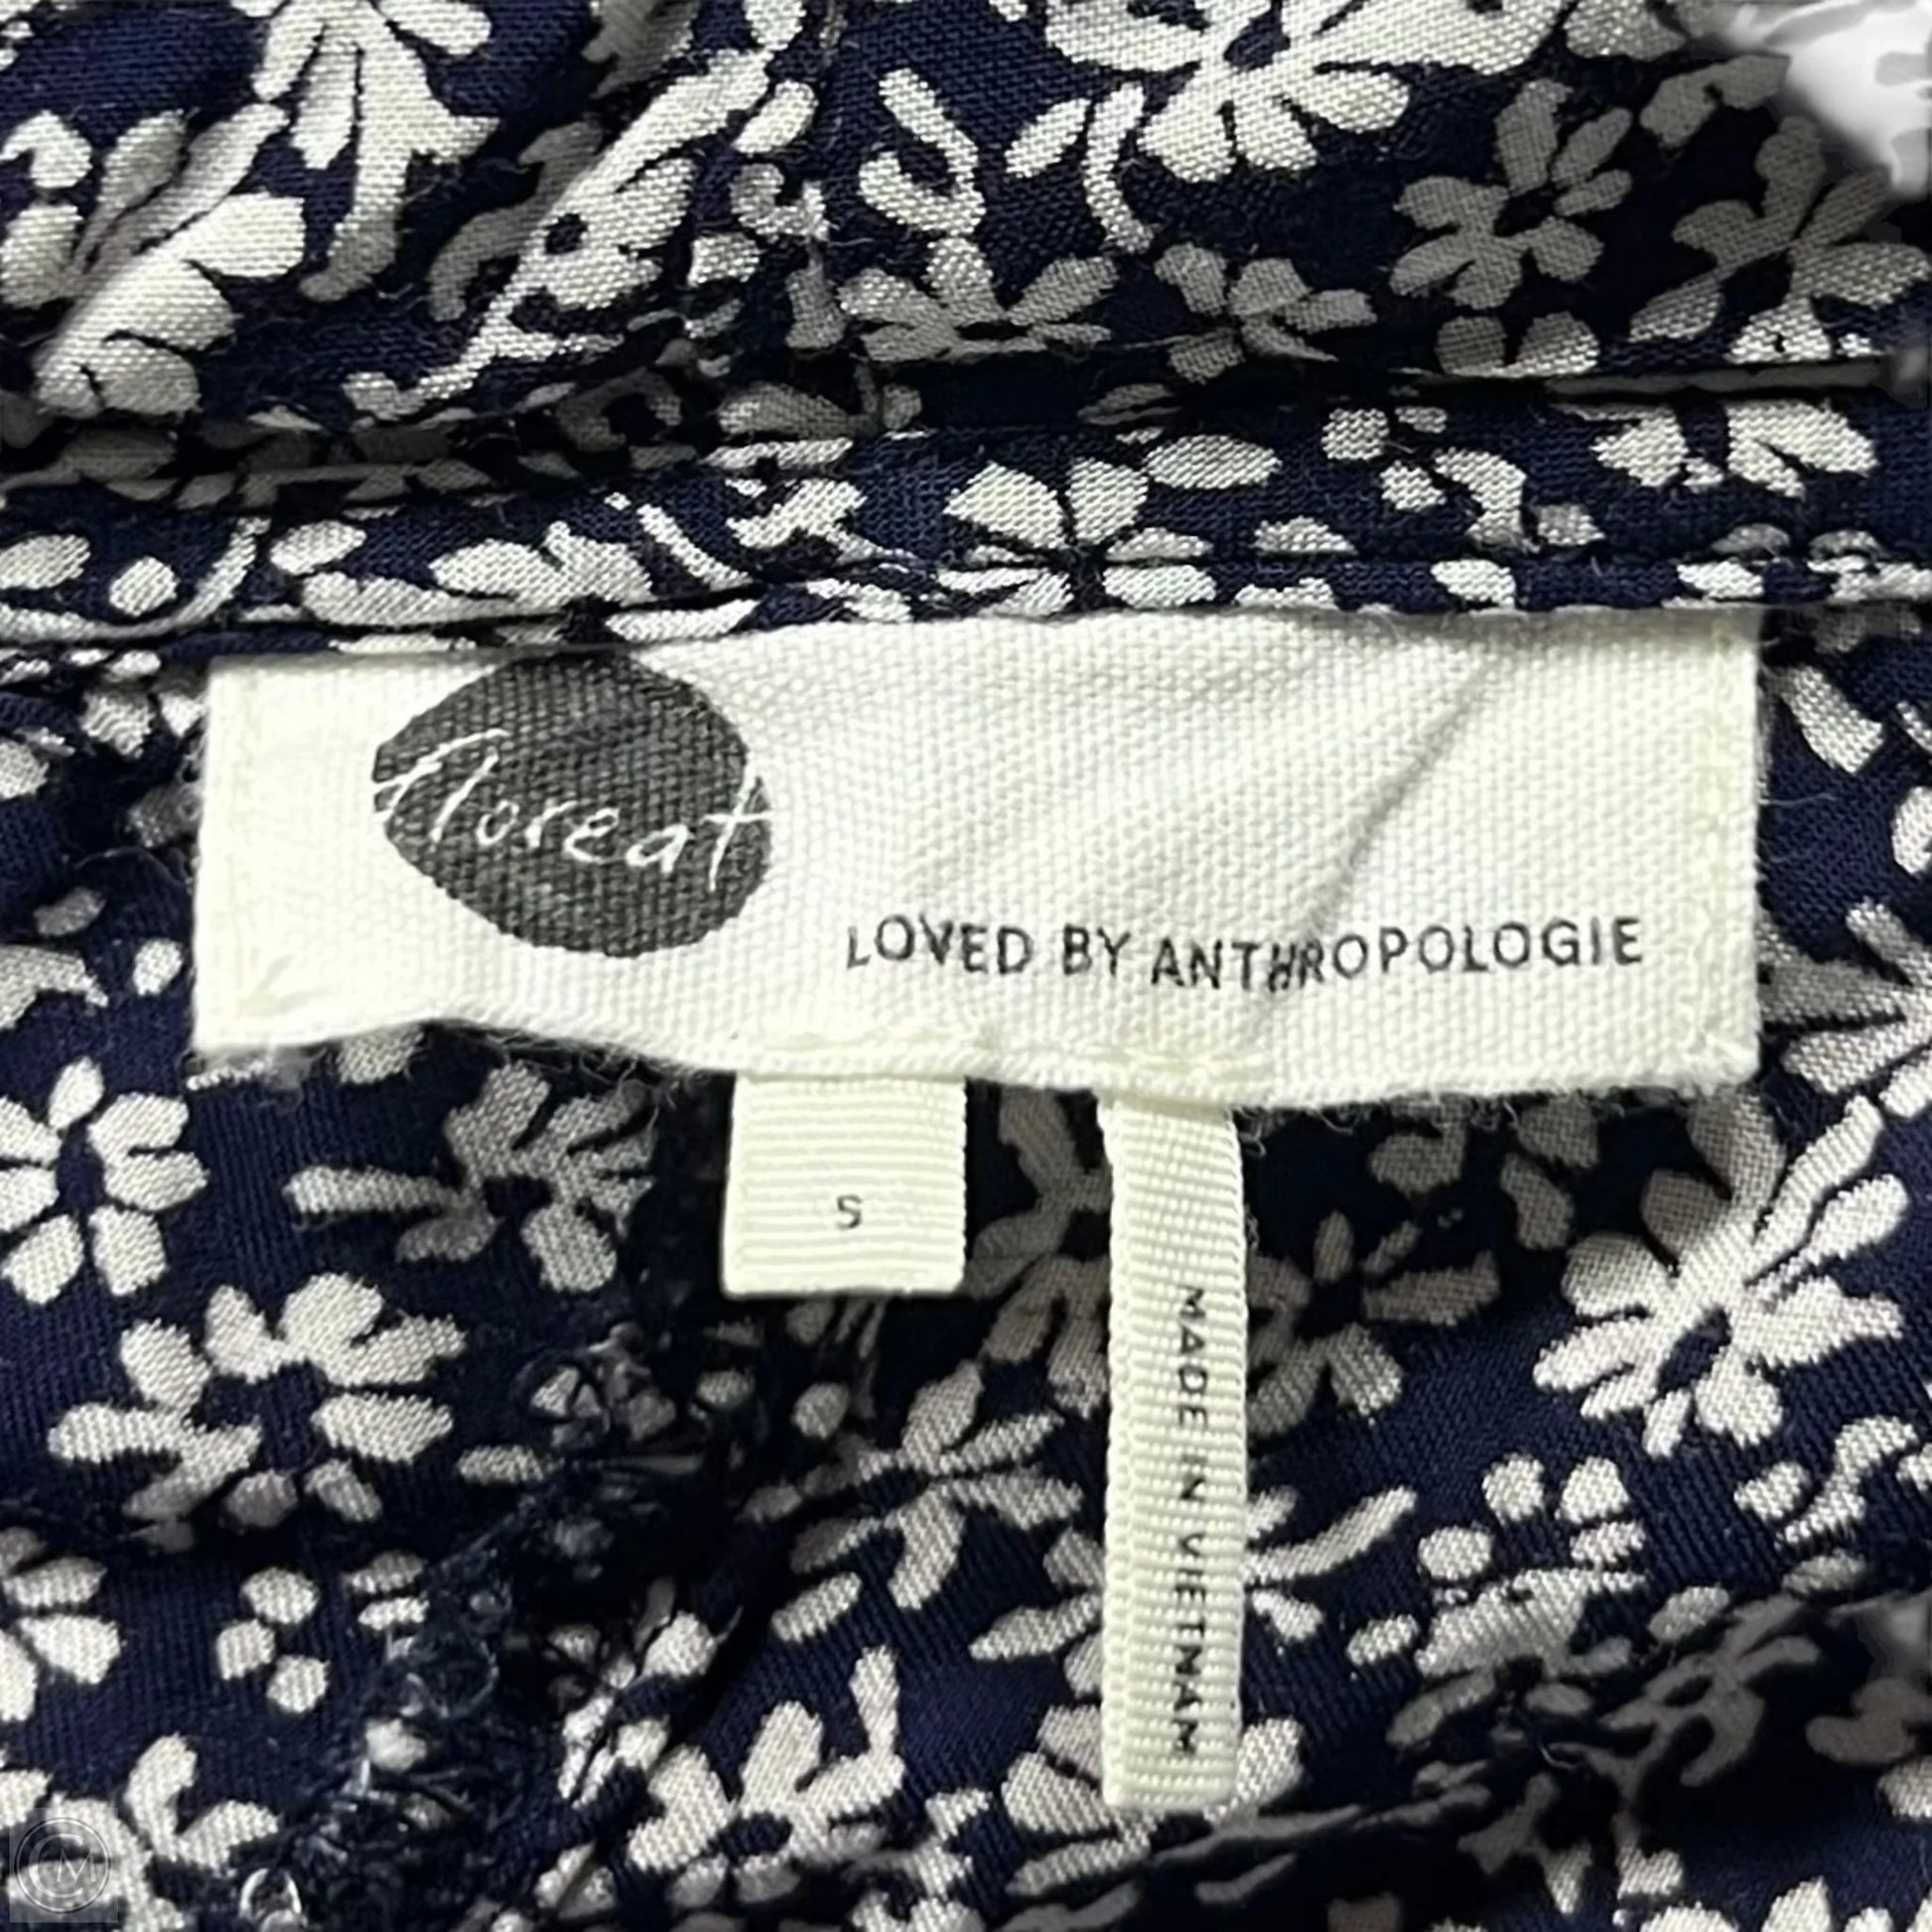 floreat
LOVED BY ANTHROPOLOGIE
S
MADE IN VIETNAM